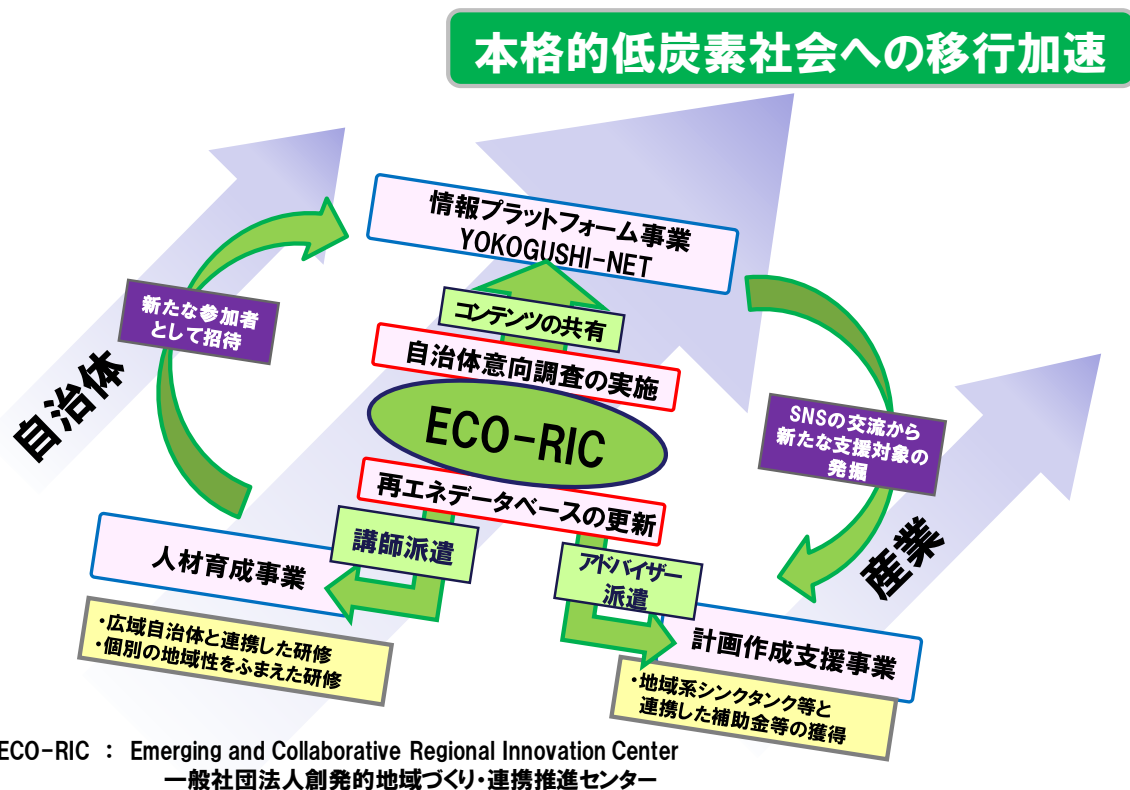 本格的低炭素社会への移行加速
情報プラットフォーム事業
YOKOGUSHI-NET
コンテンツの共有
自治体意向調査の実施
ECO-RIC
再エネデータベースの更新
新たな参加者
として招待
自治体
SNSの交流から
新たな支援対象の
発掘
産業
講師派遣
アドバイザー
派遣
人材育成事業
・広域自治体と連携した研修
・個別の地域性をふまえた研修
計画作成支援事業
・地域系シンクタンク等と
連携した補助金等の獲得
ECO-RIC : Emerging and Collaborative Regional Innovation Center
一般社団法人創発的地域づくり・連携推進センター